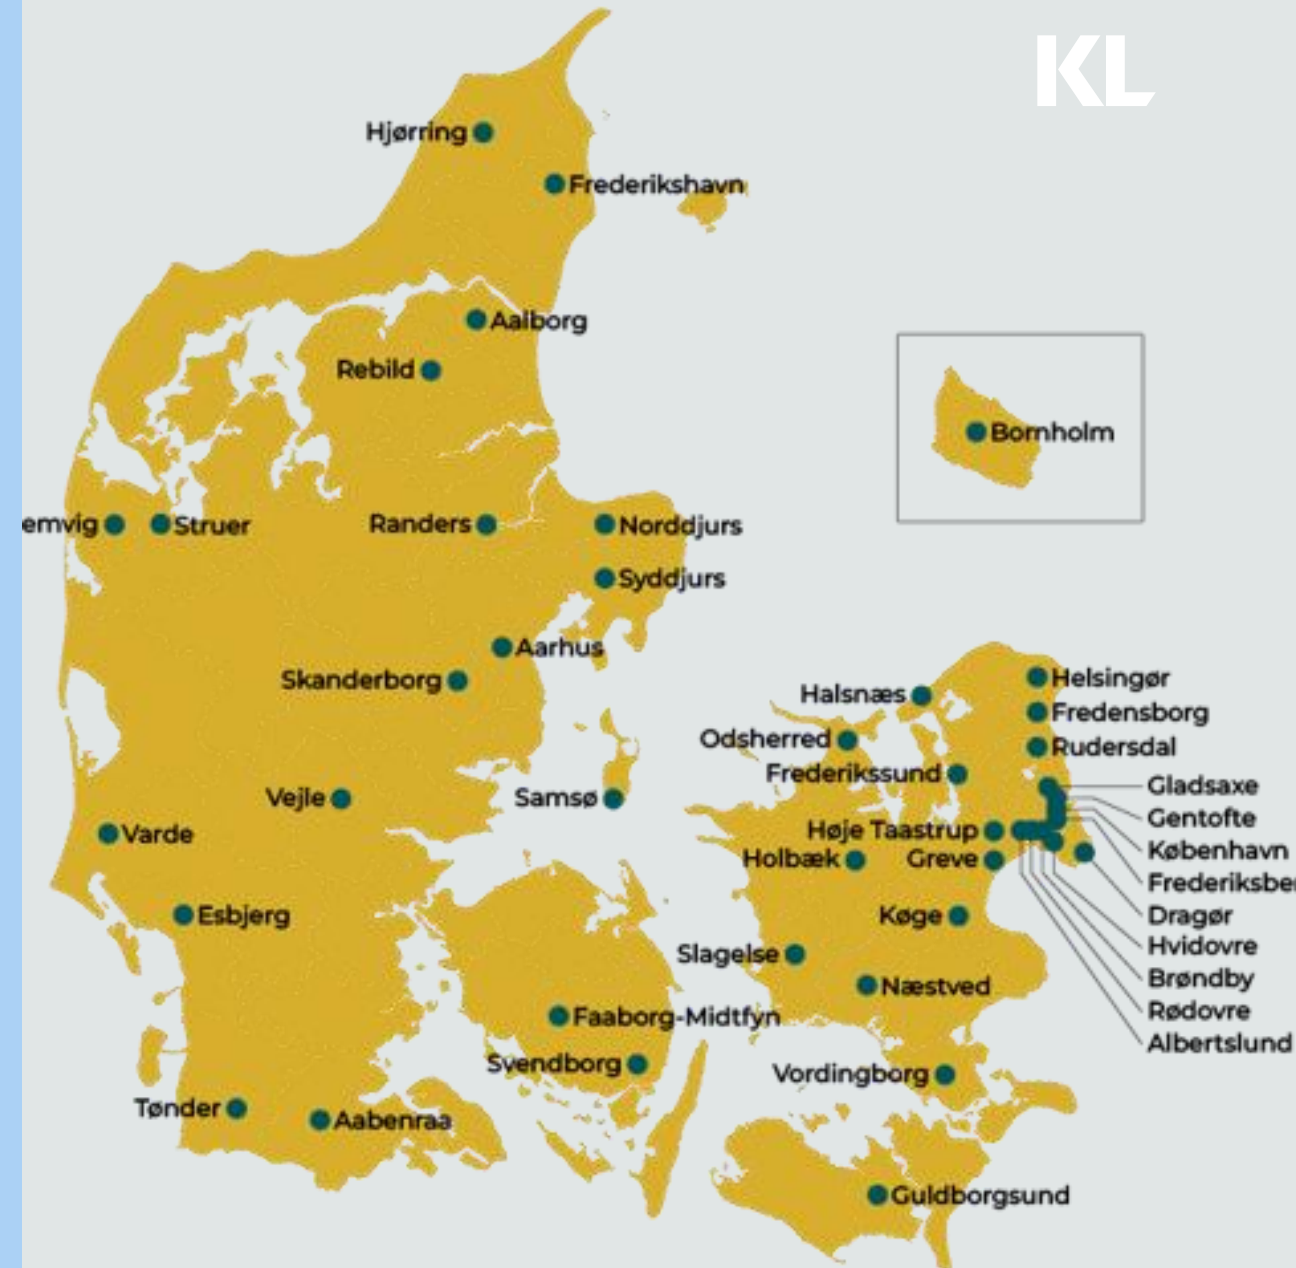 KL
Hjørring
Frederikshavn
Aalborg
Rebild
Bornholm
emvig
Struer
Randers
Norddjurs
Syddjurs
Aarhus
Skanderborg
Helsingør
Halsnæs
Fredensborg
Odsherred
Rudersdal
Frederikssund
Gladsaxe
Vejle
Samsø
Gentofte
Varde
Høje Taastrup
København
Holbæk
Greve
Frederiksber
Esbjerg
Køge
Dragør
Hvidovre
Slagelse
Brøndby
Næstved
Rødovre
Faaborg-Midtfyn
Albertslund
Svendborg
Vordingborg
Tønder
Aabenraa
Guldborgsund